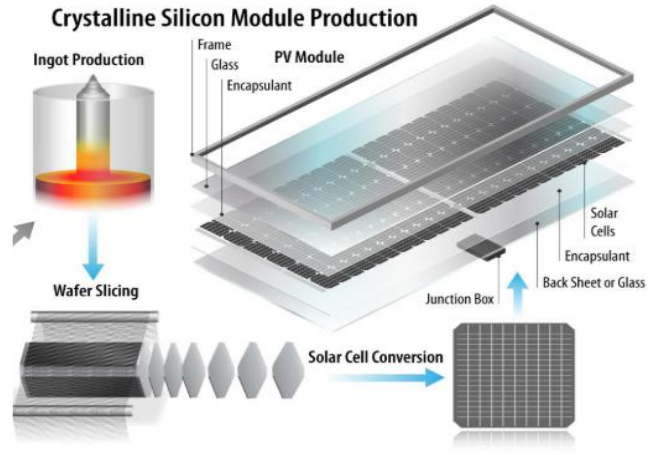 Crystalline Silicon Module Production
Ingot Production
Frame
Glass
Encapsulant
PV Module
Solar
Cells
Encapsulant
Back Sheet or Glass
Junction Box
Wafer Slicing
Solar Cell Conversion